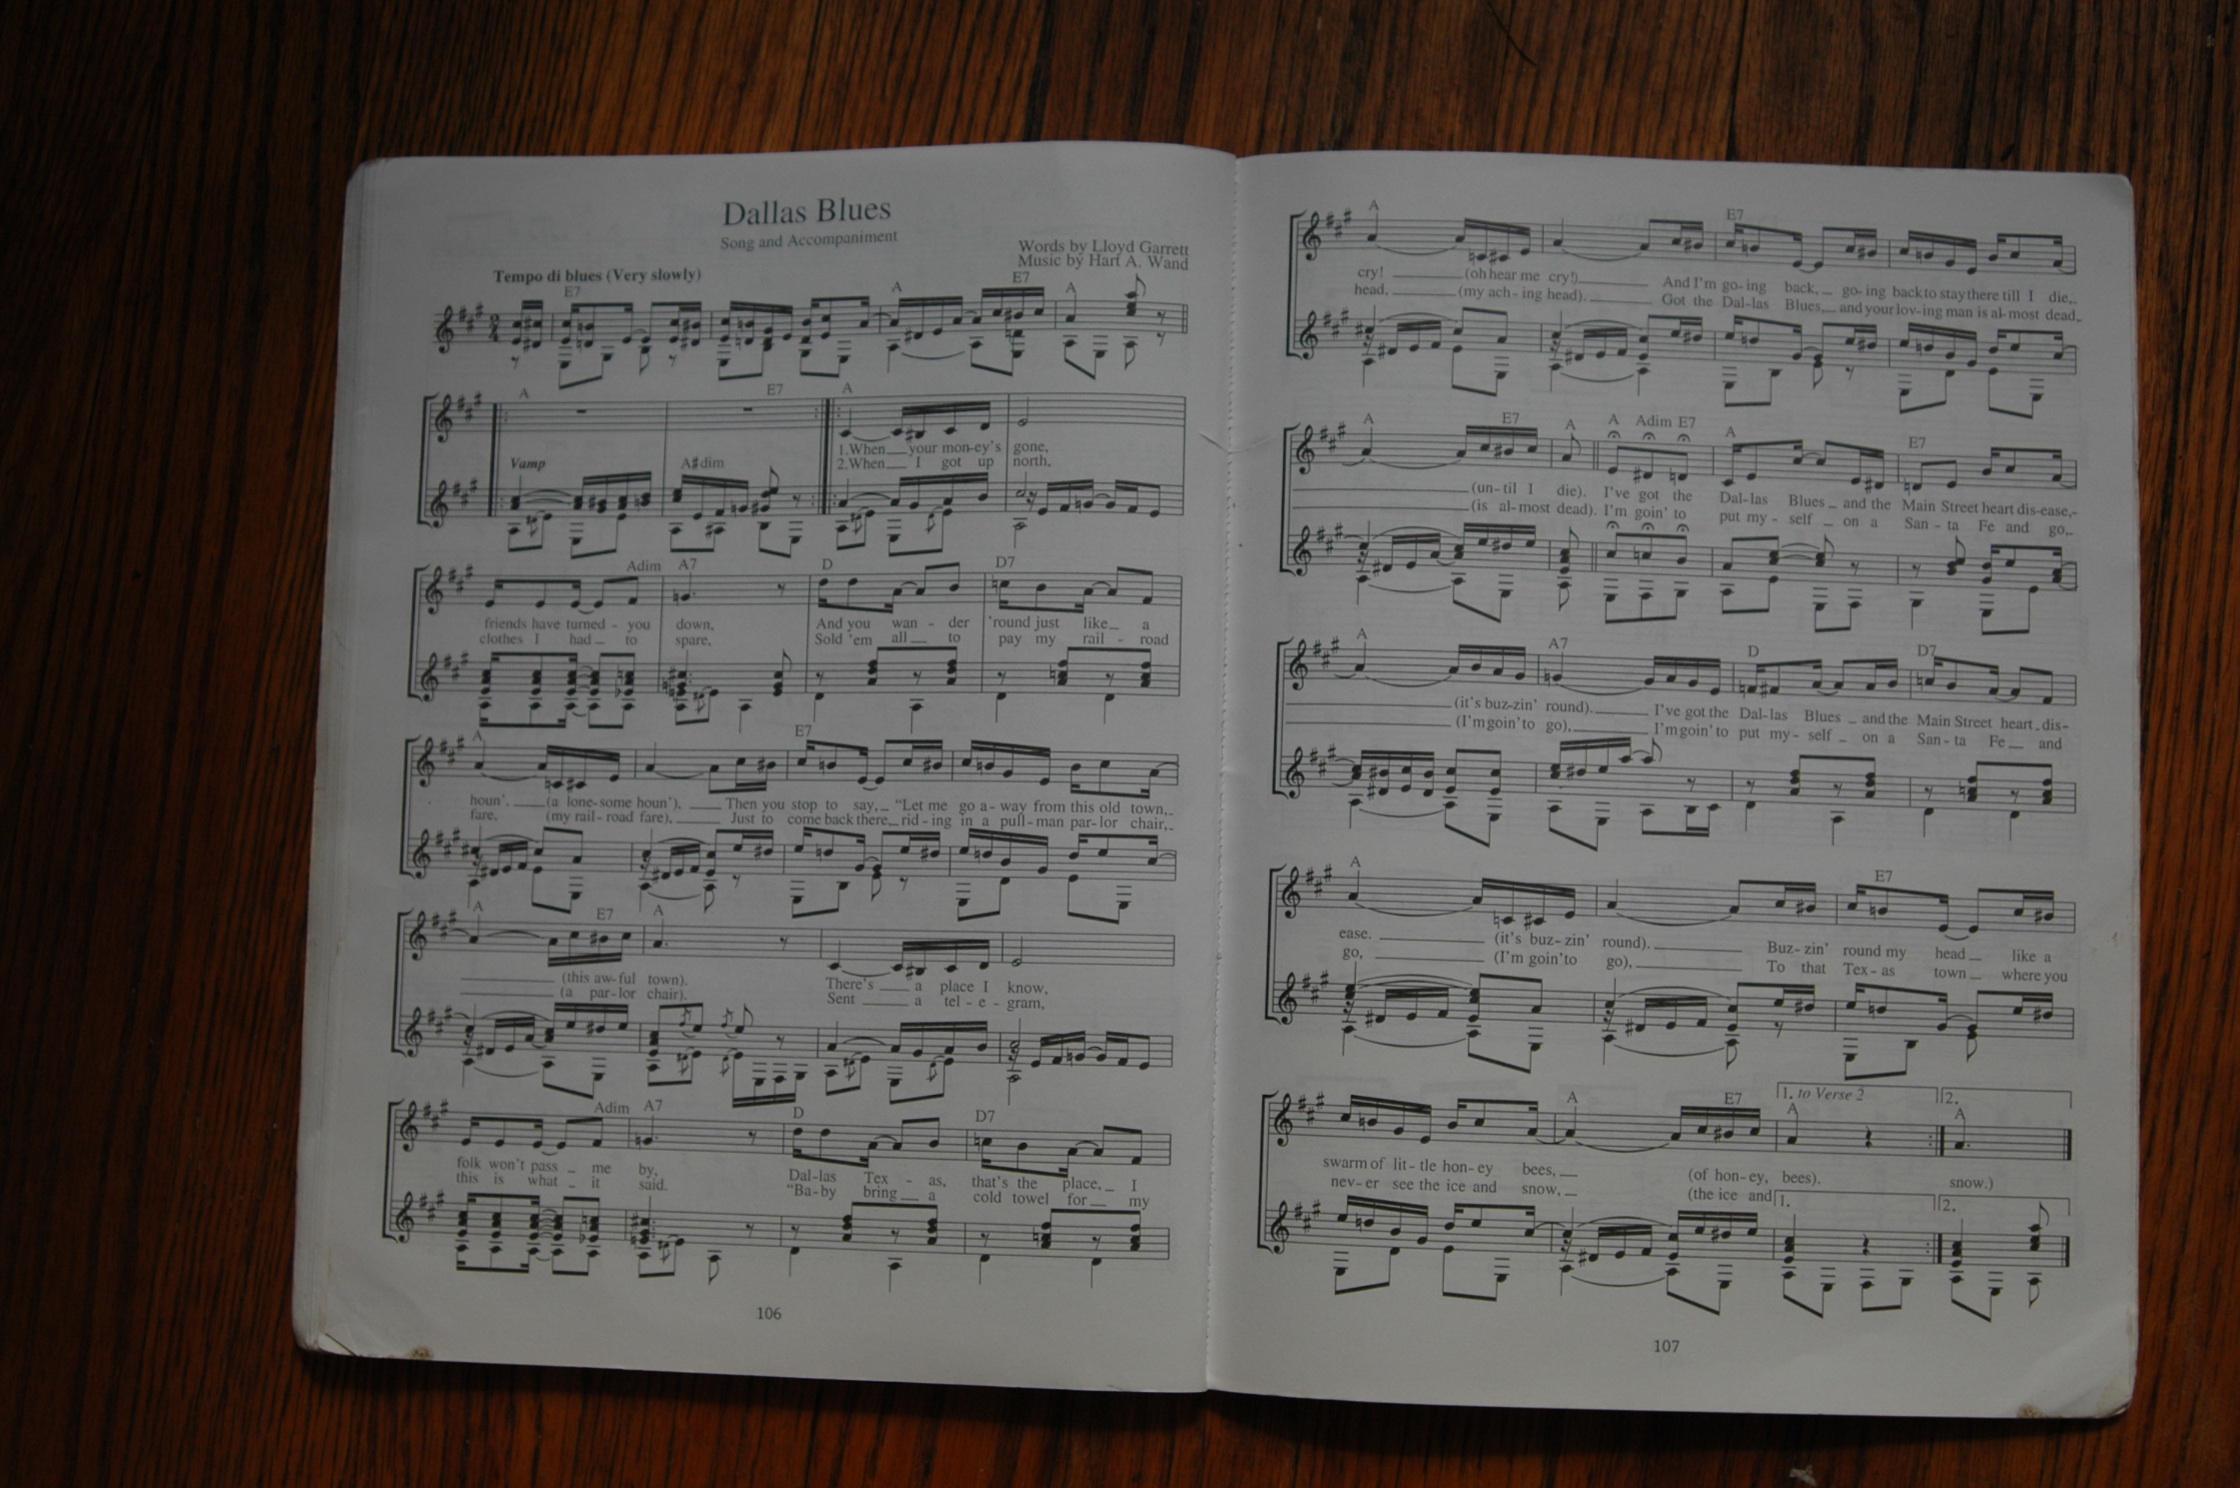 Dallas Blues
Song and Accompaniment
Words by Lloyd Garrett
Music by Hart A. Wand
Tempo di blues (Very slowly)
E7 A E7 A
A E7 A
Vamp A♯dim
1. When your mon-ey's gone,
2. When I got up north,
Adim A7 D D7
friends have turned - you down, And you wan - der 'round just like a
clothes I had to spare, Sold 'em all to pay my rail - road
A E7
houn'. (a lone-some houn'). Then you stop to say, "Let me go a-way from this old town,
fare. (my rail-road fare). Just to come back there rid-ing in a pull-man par-lor chair,
A E7 A
(this aw-ful town). There's a place I know,
(a par-lor chair). Sent a tel-e-gram,
Adim A7 D D7
folk won't pass me by, Dal-las Tex - as, that's the place, I
this is what it said. "Ba-by bring a cold towel for my
106
A E7
cry! (oh hear me cry!) And I'm go-ing back, go-ing back to stay there till I die,
head, (my ach-ing head). Got the Dal-las Blues and your lov-ing man is al-most dead,
A E7 A A Adim E7 A E7
(un-til I die). I've got the Dal-las Blues and the Main Street heart dis-ease,
(is al-most dead). I'm goin' to put my-self on a San-ta Fe and go,
A A7 D D7
(it's buz-zin' round). I've got the Dal-las Blues and the Main Street heart dis-
(I'm goin' to go), I'm goin' to put my-self on a San-ta Fe and
A E7
ease. (it's buz-zin' round). Buz-zin' round my head like a
go, (I'm goin' to go), To that Tex-as town where you
A E7 1. to Verse 2 A 2. A
swarm of lit-tle hon-ey bees, (of hon-ey, bees).
nev-er see the ice and snow, (the ice and snow.)
1. 2.
107